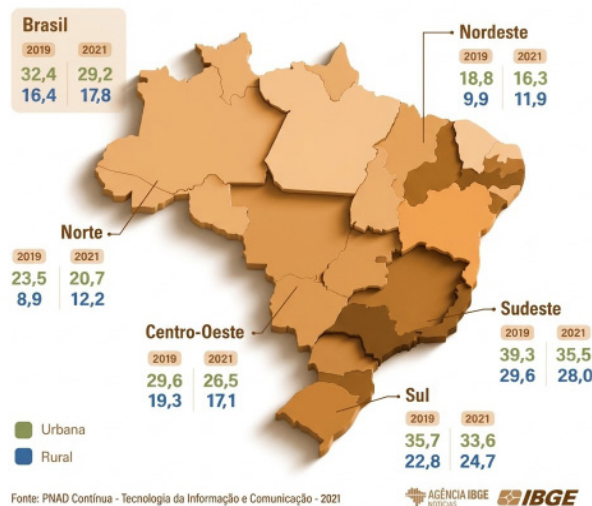 Brasil
2019 2021
32,4 29,2
16,4 17,8
Nordeste
2019 2021
18,8 16,3
9,9 11,9
Norte
2019 2021
23,5 20,7
8,9 12,2
Centro-Oeste
2019 2021
29,6 26,5
19,3 17,1
Sudeste
2019 2021
39,3 35,5
29,6 28,0
Sul
2019 2021
35,7 33,6
22,8 24,7
Urbana
Rural
Fonte: PNAD Contínua - Tecnologia da Informação e Comunicação - 2021
AGÊNCIA IBGE
NOTÍCIAS
IBGE